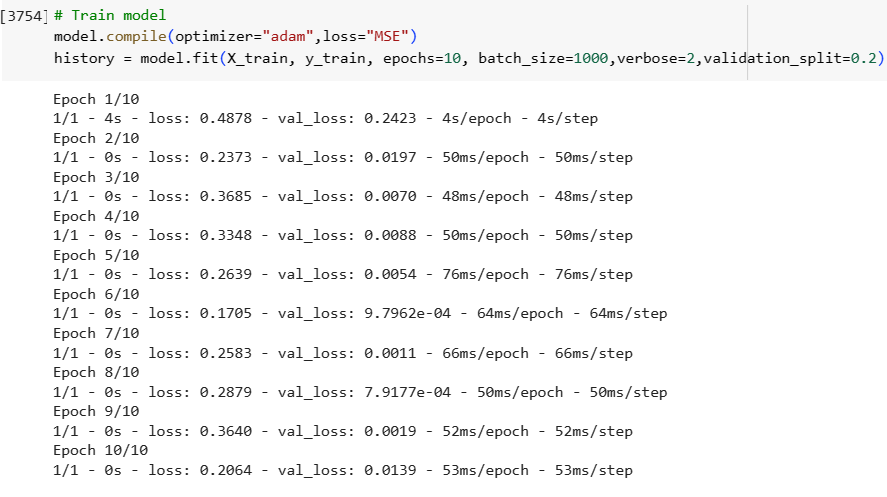 [3754] # Train model
model.compile(optimizer="adam",loss="MSE")
history = model.fit(X_train, y_train, epochs=10, batch_size=1000,verbose=2,validation_split=0.2)
Epoch 1/10
1/1 - 4s - loss: 0.4878 - val_loss: 0.2423 - 4s/epoch - 4s/step
Epoch 2/10
1/1 - 0s - loss: 0.2373 - val_loss: 0.0197 - 50ms/epoch - 50ms/step
Epoch 3/10
1/1 - 0s - loss: 0.3685 - val_loss: 0.0070 - 48ms/epoch - 48ms/step
Epoch 4/10
1/1 - 0s - loss: 0.3348 - val_loss: 0.0088 - 50ms/epoch - 50ms/step
Epoch 5/10
1/1 - 0s - loss: 0.2639 - val_loss: 0.0054 - 76ms/epoch - 76ms/step
Epoch 6/10
1/1 - 0s - loss: 0.1705 - val_loss: 9.7962e-04 - 64ms/epoch - 64ms/step
Epoch 7/10
1/1 - 0s - loss: 0.2583 - val_loss: 0.0011 - 66ms/epoch - 66ms/step
Epoch 8/10
1/1 - 0s - loss: 0.2879 - val_loss: 7.9177e-04 - 50ms/epoch - 50ms/step
Epoch 9/10
1/1 - 0s - loss: 0.3640 - val_loss: 0.0019 - 52ms/epoch - 52ms/step
Epoch 10/10
1/1 - 0s - loss: 0.2064 - val_loss: 0.0139 - 53ms/epoch - 53ms/step